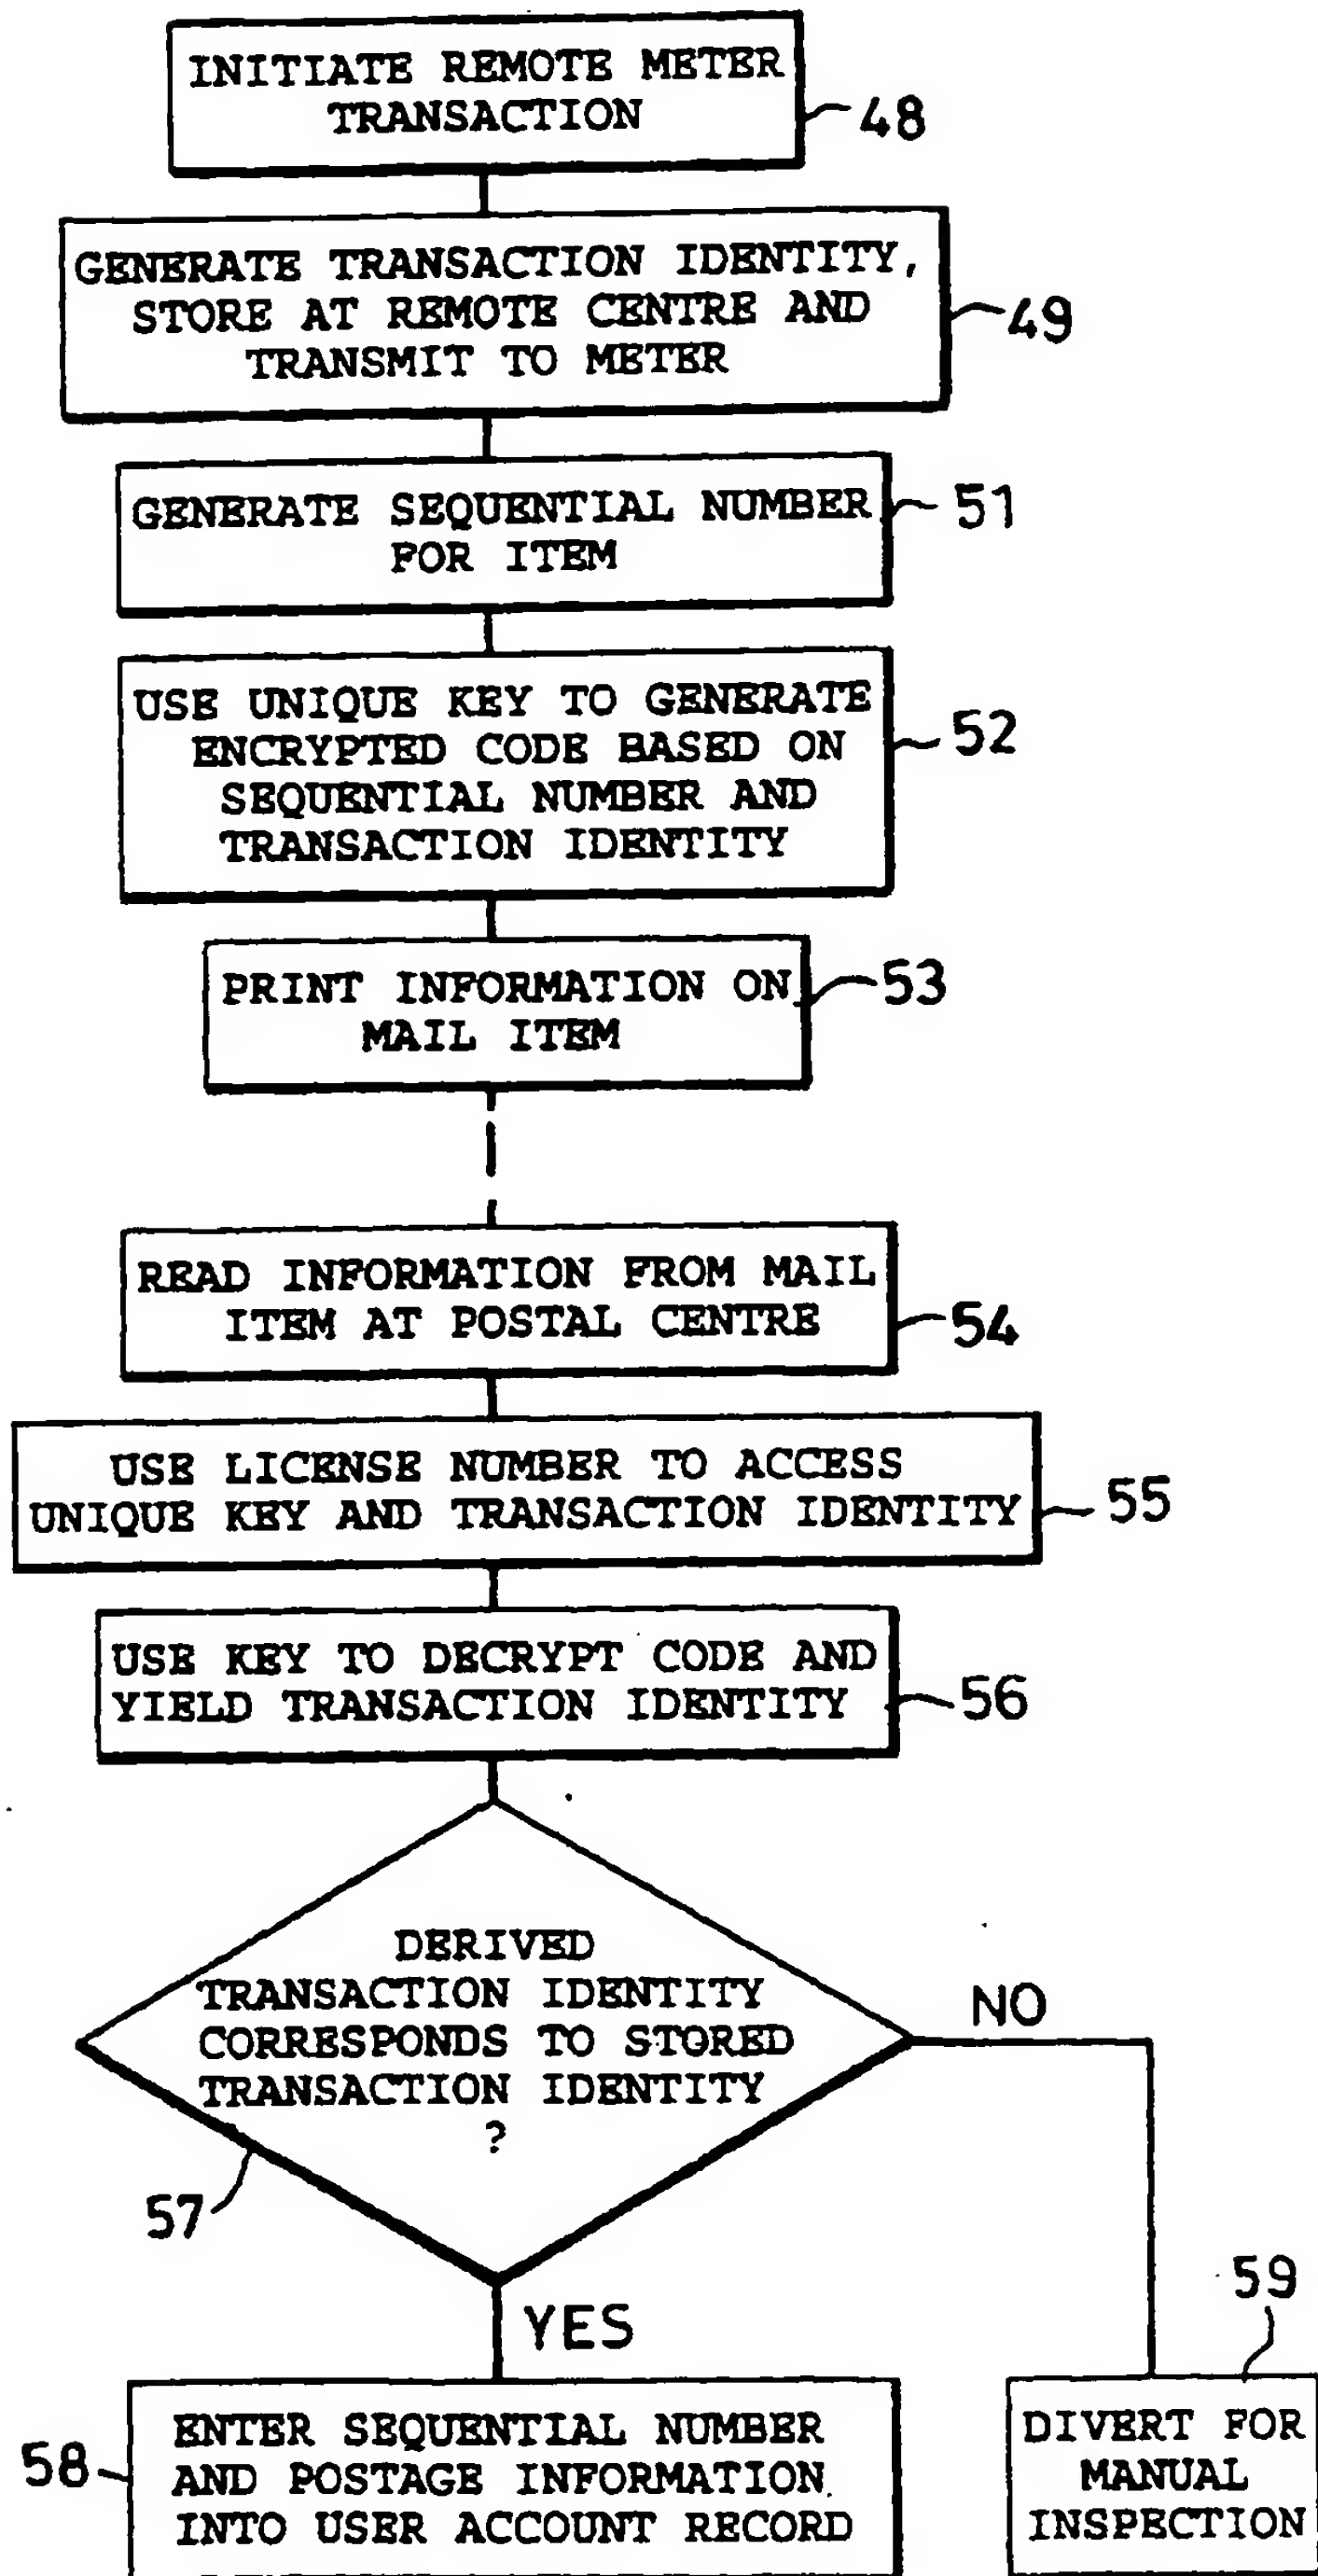 INITIATE REMOTE METER
TRANSACTION
48
GENERATE TRANSACTION IDENTITY,
STORE AT REMOTE CENTRE AND
TRANSMIT TO METER
49
GENERATE SEQUENTIAL NUMBER
FOR ITEM
51
USE UNIQUE KEY TO GENERATE
ENCRYPTED CODE BASED ON
SEQUENTIAL NUMBER AND
TRANSACTION IDENTITY
52
PRINT INFORMATION ON
MAIL ITEM
53
READ INFORMATION FROM MAIL
ITEM AT POSTAL CENTRE
54
USE LICENSE NUMBER TO ACCESS
UNIQUE KEY AND TRANSACTION IDENTITY
55
USE KEY TO DECRYPT CODE AND
YIELD TRANSACTION IDENTITY
56
DERIVED
TRANSACTION IDENTITY
CORRESPONDS TO STORED
TRANSACTION IDENTITY
?
57
NO
YES
58
ENTER SEQUENTIAL NUMBER
AND POSTAGE INFORMATION
INTO USER ACCOUNT RECORD
59
DIVERT FOR
MANUAL
INSPECTION